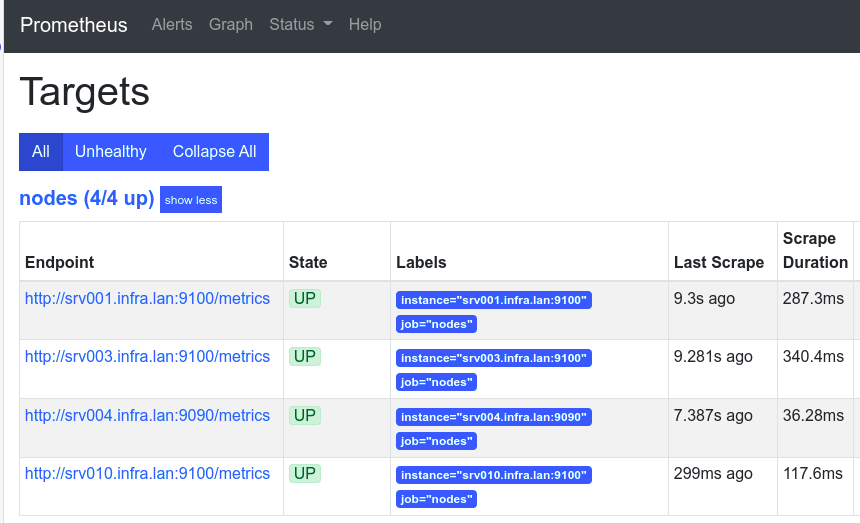 Prometheus Alerts Graph Status Help
Targets
All Unhealthy Collapse All
nodes (4/4 up) show less
Endpoint State Labels Last Scrape Scrape Duration
http://srv001.infra.lan:9100/metrics UP instance="srv001.infra.lan:9100" 9.3s ago 287.3ms
job="nodes"
http://srv003.infra.lan:9100/metrics UP instance="srv003.infra.lan:9100" 9.281s ago 340.4ms
job="nodes"
http://srv004.infra.lan:9090/metrics UP instance="srv004.infra.lan:9090" 7.387s ago 36.28ms
job="nodes"
http://srv010.infra.lan:9100/metrics UP instance="srv010.infra.lan:9100" 299ms ago 117.6ms
job="nodes"